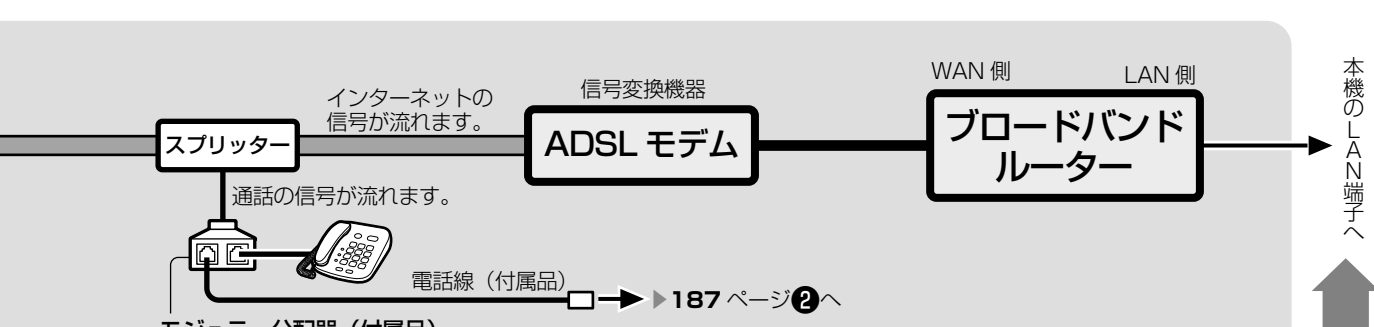 WAN 側
LAN 側
信号変換機器
インターネットの
信号が流れます。
スプリッター
ADSL モデム
ブロードバンド
ルーター
本機のLAN端子へ
通話の信号が流れます。
電話線(付属品)
▶187 ページ❷へ